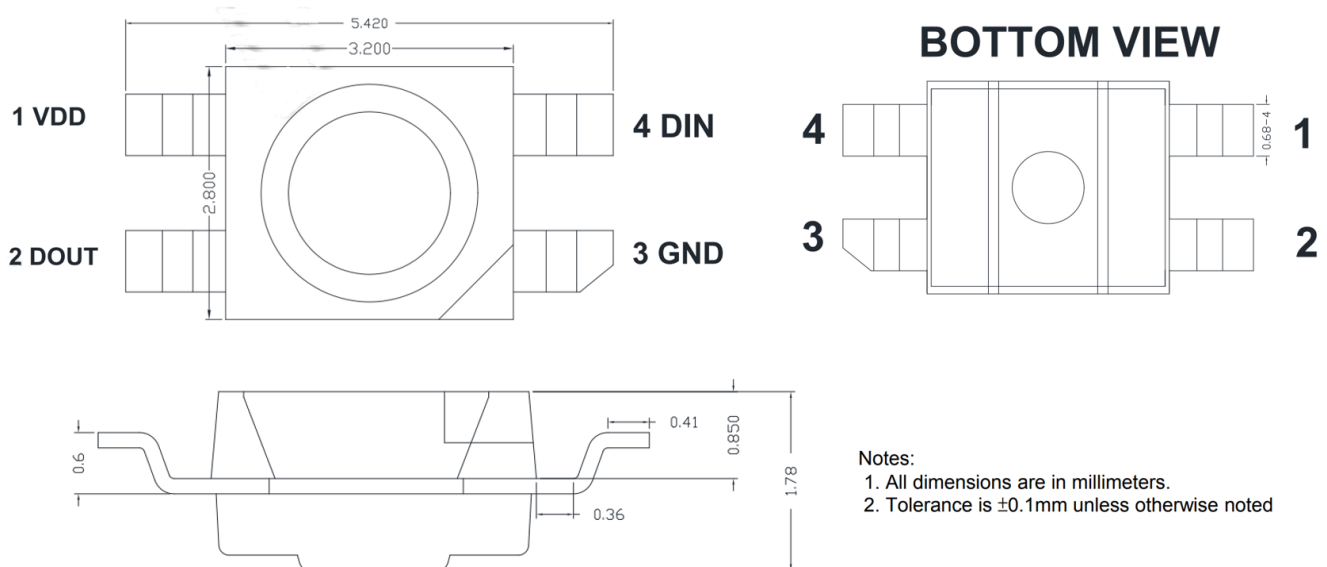 5.420
3.200
BOTTOM VIEW
1 VDD
4 DIN
4
0.68-4
1
2.800
2 DOUT
3 GND
3
2
0.41
0.850
0.6
1.78
0.36
Notes:
1. All dimensions are in millimeters.
2. Tolerance is ±0.1mm unless otherwise noted